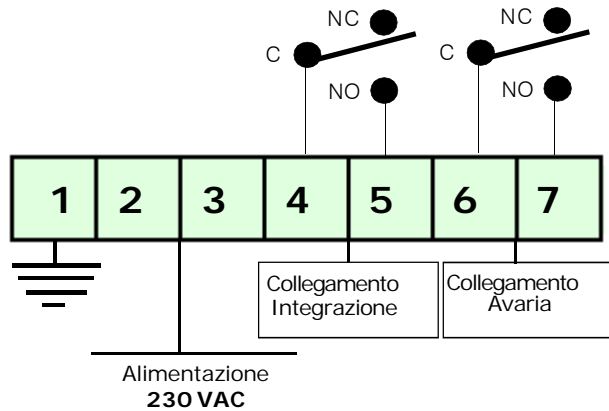 NC NC
C C
NO NO
1 2 3 4 5 6 7
Collegamento
Integrazione
Collegamento
Avaria
Alimentazione
230 VAC